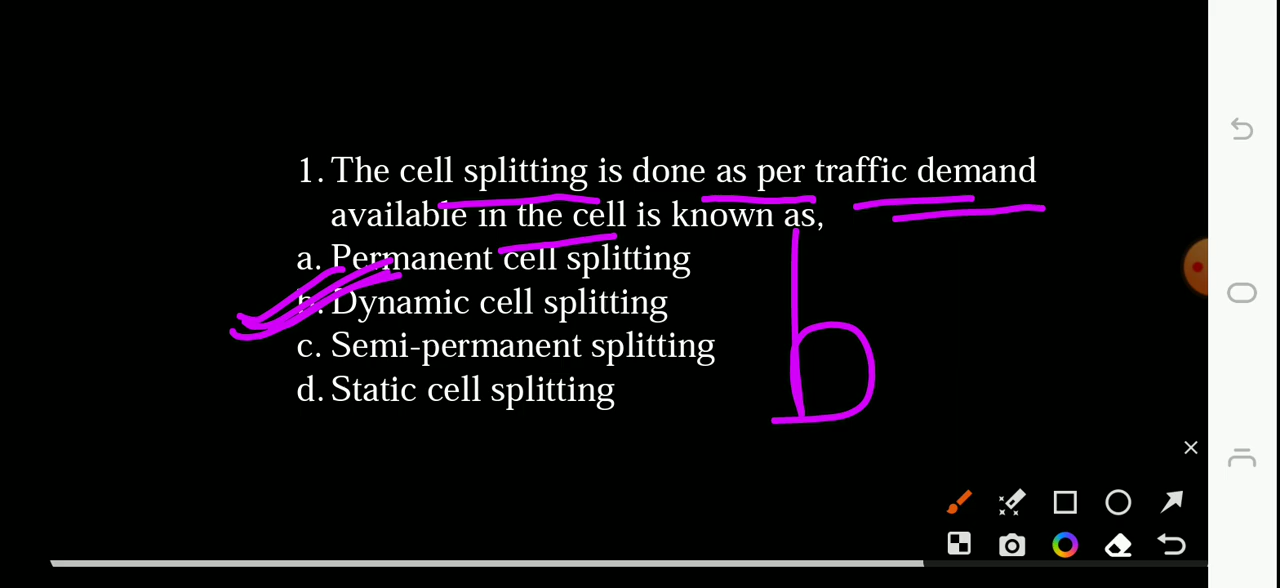 1. The cell splitting is done as per traffic demand
available in the cell is known as,
a. Permanent cell splitting
b. Dynamic cell splitting
c. Semi-permanent splitting
d. Static cell splitting
b